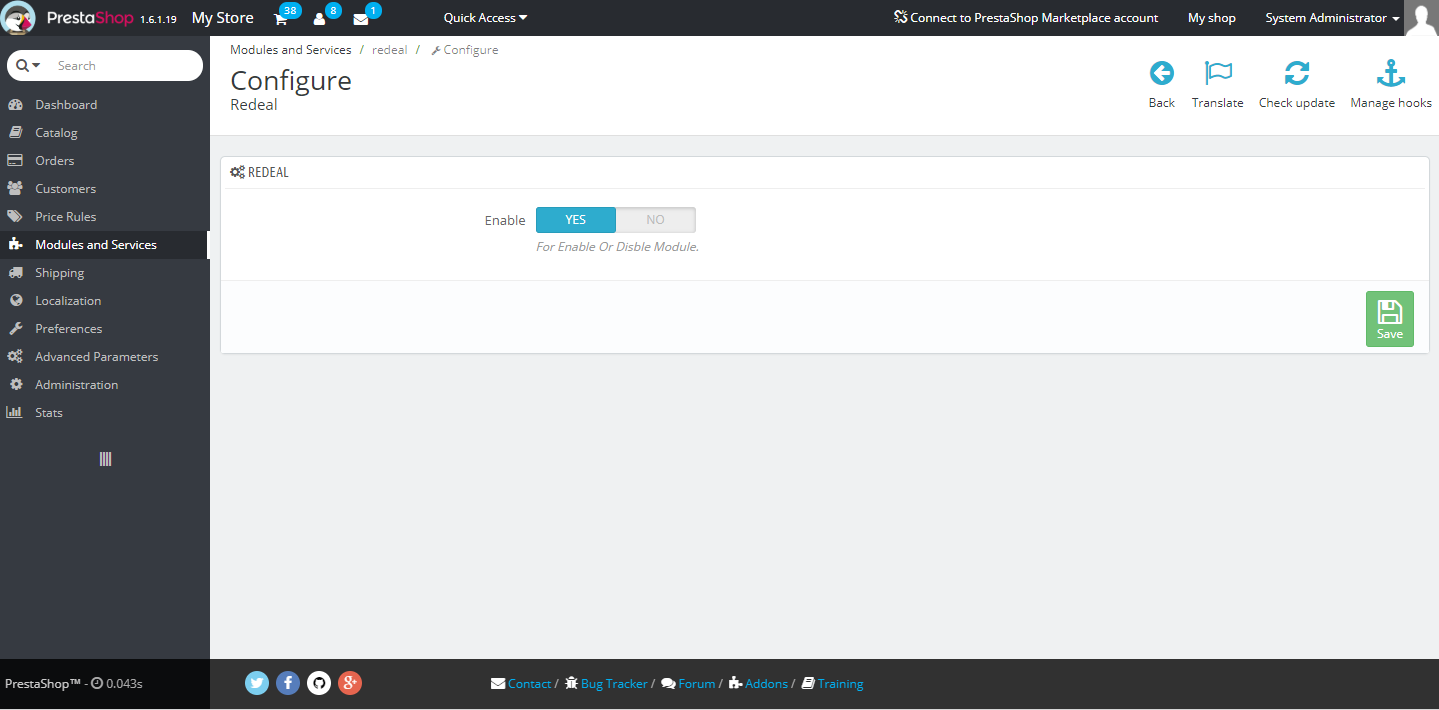 PrestaShop 1.6.1.19 My Store 38 8 1 Quick Access Connect to PrestaShop Marketplace account My shop System Administrator
Search
Dashboard
Catalog
Orders
Customers
Price Rules
Modules and Services
Shipping
Localization
Preferences
Advanced Parameters
Administration
Stats
Modules and Services / redeal / Configure
Configure
Redeal
Back Translate Check update Manage hooks
REDEAL
Enable YES NO
For Enable Or Disble Module.
Save
PrestaShop™ - 0.043s
Contact / Bug Tracker / Forum / Addons / Training